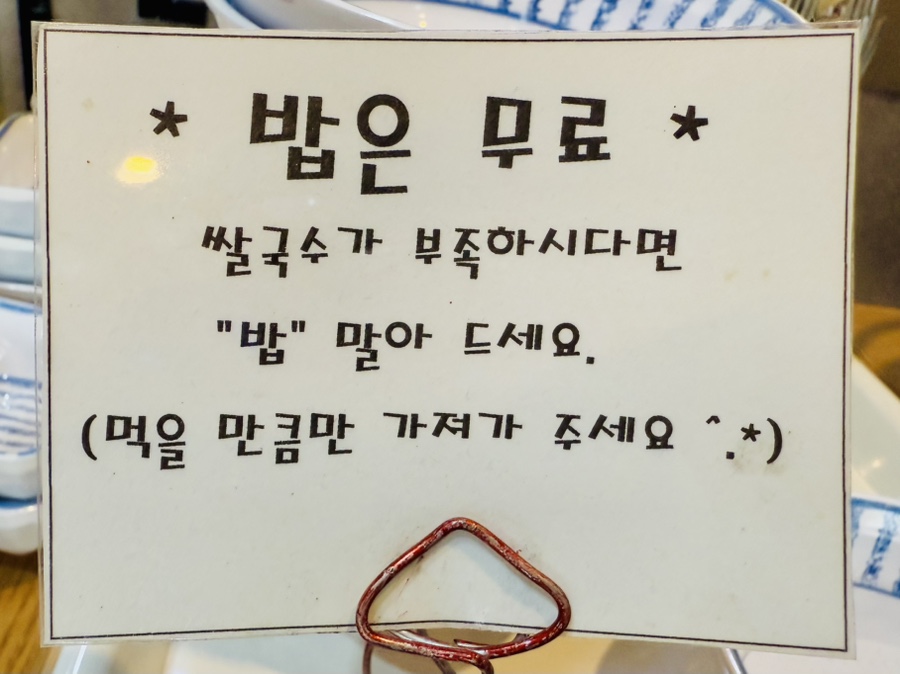 * 밥은 무료 *
쌀국수가 부족하시다면
"밥" 말아 드세요.
(먹을 만큼만 가져가 주세요 ^.*)